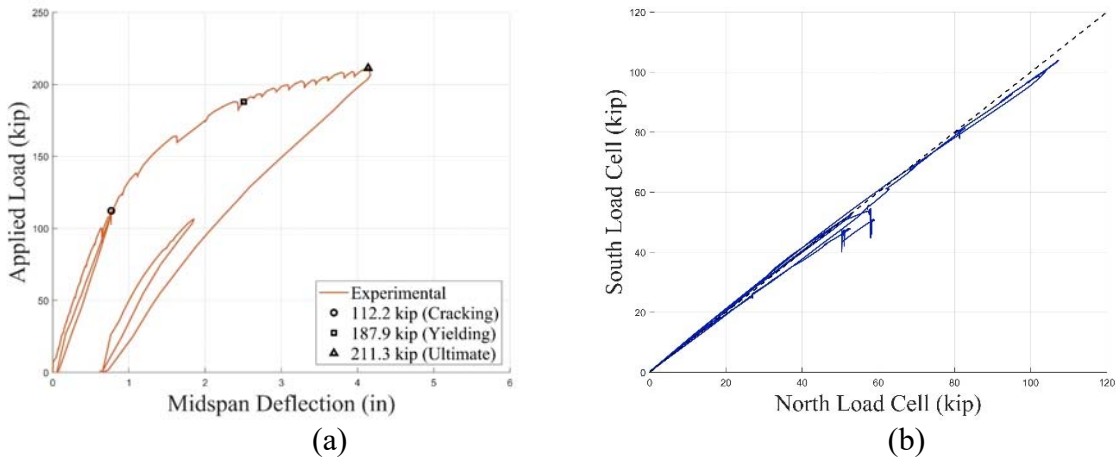 250
200
150
100
50
0
Applied Load (kip)
Experimental
112.2 kip (Cracking)
187.9 kip (Yielding)
211.3 kip (Ultimate)
0 1 2 3 4 5 6
Midspan Deflection (in)
(a)
120
100
80
60
40
20
0
South Load Cell (kip)
0 20 40 60 80 100 120
North Load Cell (kip)
(b)